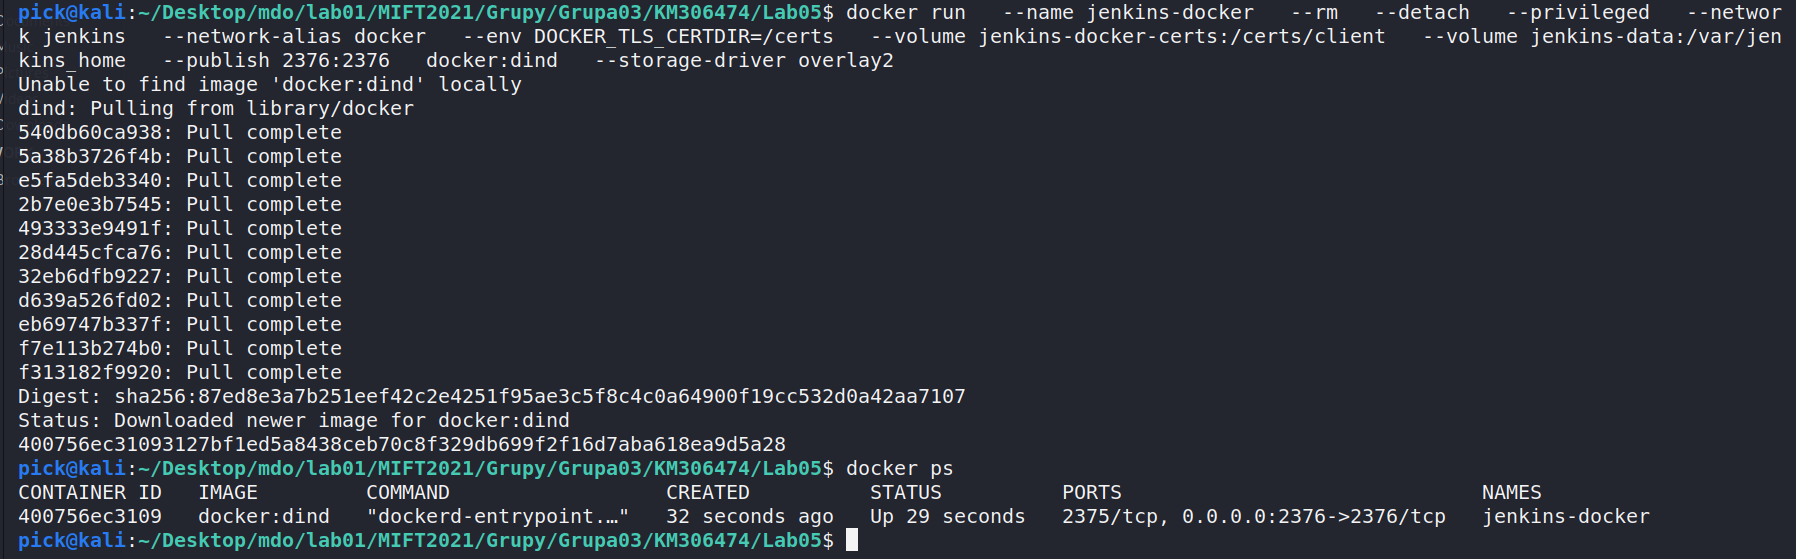 pick@kali:~/Desktop/mdo/lab01/MIFT2021/Grupy/Grupa03/KM306474/Lab05$ docker run   --name jenkins-docker   --rm   --detach   --privileged   --networ
k jenkins   --network-alias docker   --env DOCKER_TLS_CERTDIR=/certs   --volume jenkins-docker-certs:/certs/client   --volume jenkins-data:/var/jen
kins_home   --publish 2376:2376   docker:dind   --storage-driver overlay2
Unable to find image 'docker:dind' locally
dind: Pulling from library/docker
540db60ca938: Pull complete
5a38b3726f4b: Pull complete
e5fa5deb3340: Pull complete
2b7e0e3b7545: Pull complete
493333e9491f: Pull complete
28d445cfca76: Pull complete
32eb6dfb9227: Pull complete
d639a526fd02: Pull complete
eb69747b337f: Pull complete
f7e113b274b0: Pull complete
f313182f9920: Pull complete
Digest: sha256:87ed8e3a7b251eef42c2e4251f95ae3c5f8c4c0a64900f19cc532d0a42aa7107
Status: Downloaded newer image for docker:dind
400756ec31093127bf1ed5a8438ceb70c8f329db699f2f16d7aba618ea9d5a28
pick@kali:~/Desktop/mdo/lab01/MIFT2021/Grupy/Grupa03/KM306474/Lab05$ docker ps
CONTAINER ID   IMAGE         COMMAND                  CREATED          STATUS          PORTS                              NAMES
400756ec3109   docker:dind   "dockerd-entrypoint.…"   32 seconds ago   Up 29 seconds   2375/tcp, 0.0.0.0:2376->2376/tcp   jenkins-docker
pick@kali:~/Desktop/mdo/lab01/MIFT2021/Grupy/Grupa03/KM306474/Lab05$